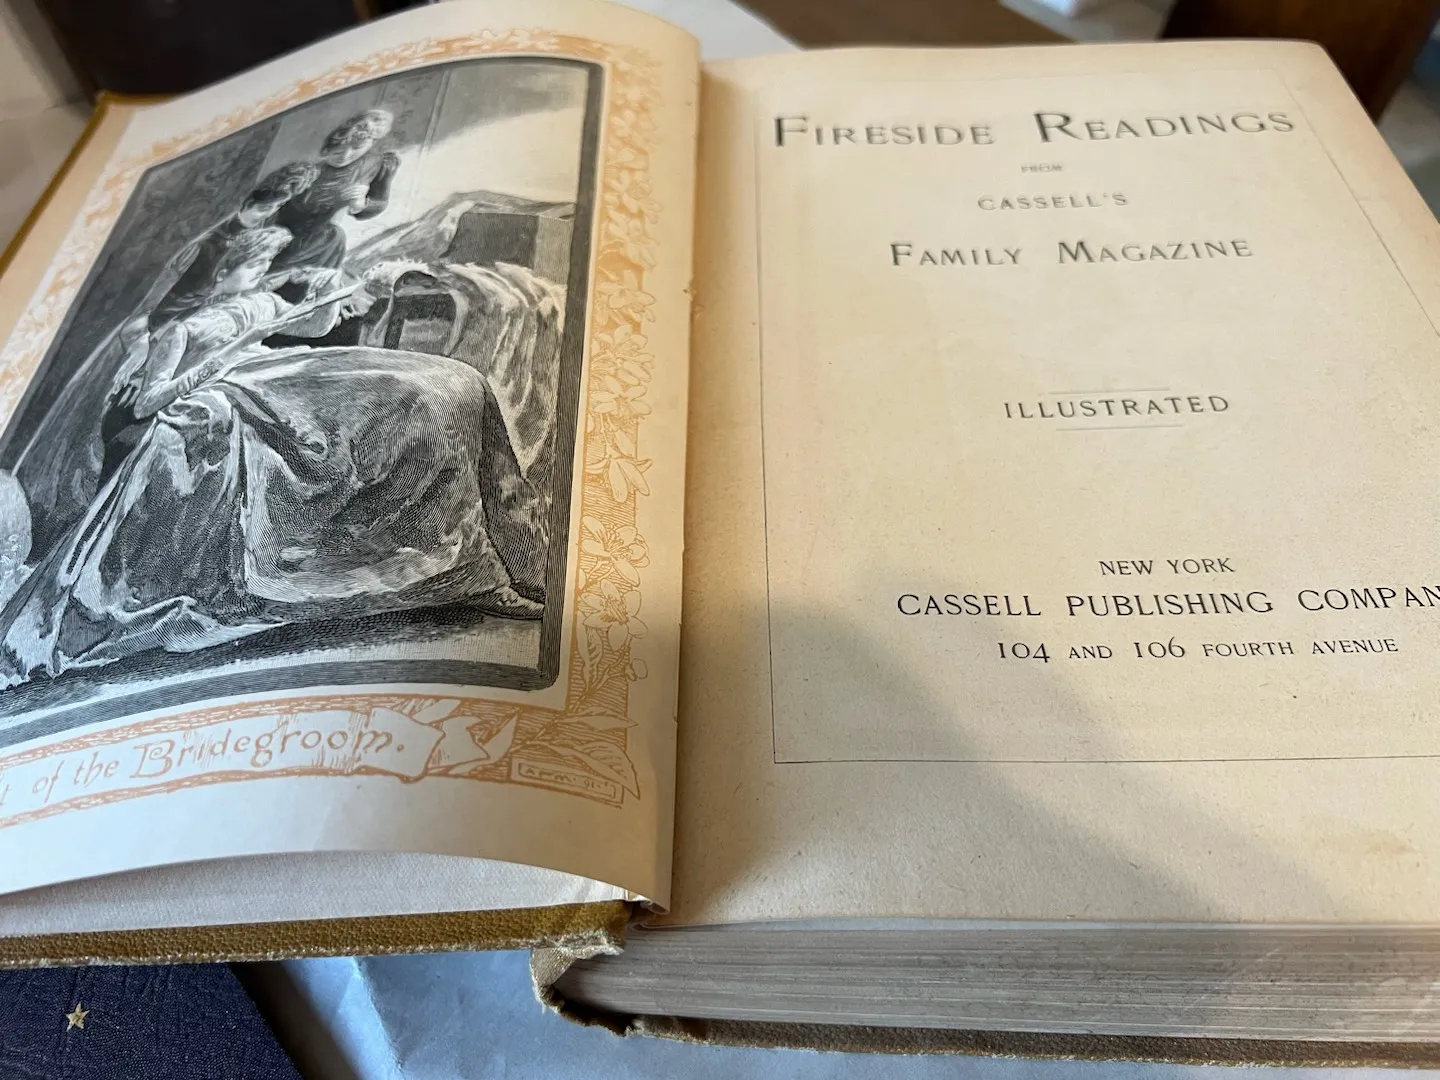 of the Bridegroom.
FIRESIDE READINGS
FROM
CASSELL'S
FAMILY MAGAZINE
ILLUSTRATED
NEW YORK
CASSELL PUBLISHING
104 AND 106 FOURTH AVENUE